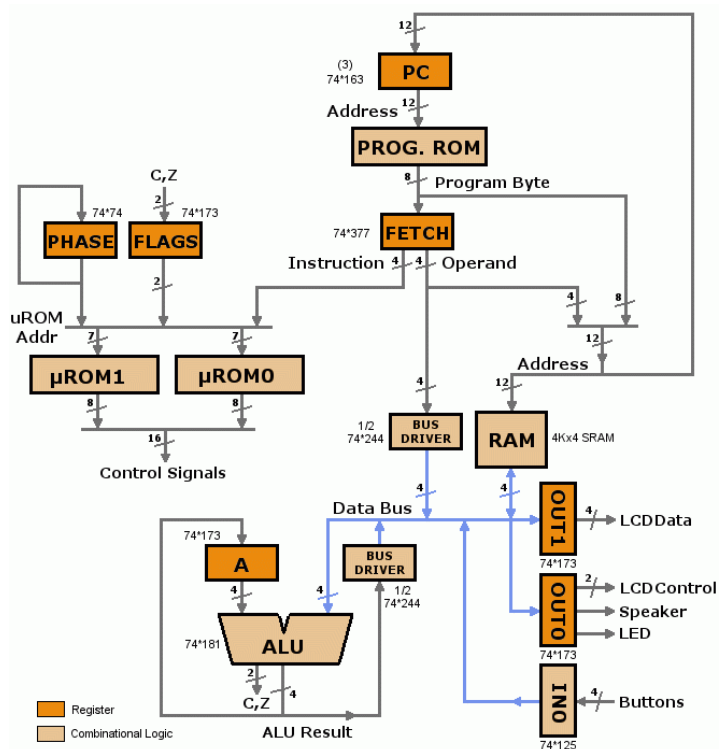 12
(3)
74*163
PC
Address
12
PROG. ROM
8
Program Byte
C,Z
2
74*74
74*173
PHASE
FLAGS
74*377
FETCH
Instruction
4
4
Operand
2
4
8
uROM
Addr
7
7
12
µROM1
µROM0
Address
8
8
12
4
16
Control Signals
1/2
74*244
BUS
DRIVER
RAM
4Kx4 SRAM
4
4
Data Bus
OUT1
4
LCDData
74*173
74*173
A
BUS
DRIVER
4
4
1/2
74*244
OUT0
2
LCDControl
Speaker
LED
74*173
74*181
ALU
2
4
C,Z
IN0
4
Buttons
74*125
Register
Combinational Logic
ALU Result